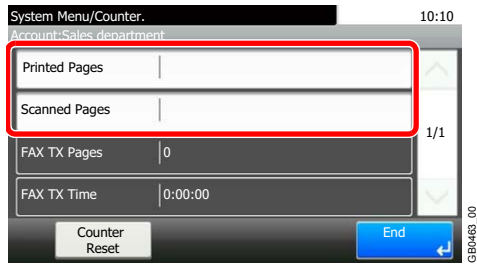 System Menu/Counter. 10:10
Account:Sales department
Printed Pages
Scanned Pages
1/1
FAX TX Pages 0
FAX TX Time 0:00:00
Counter
Reset
End
GB0463_00